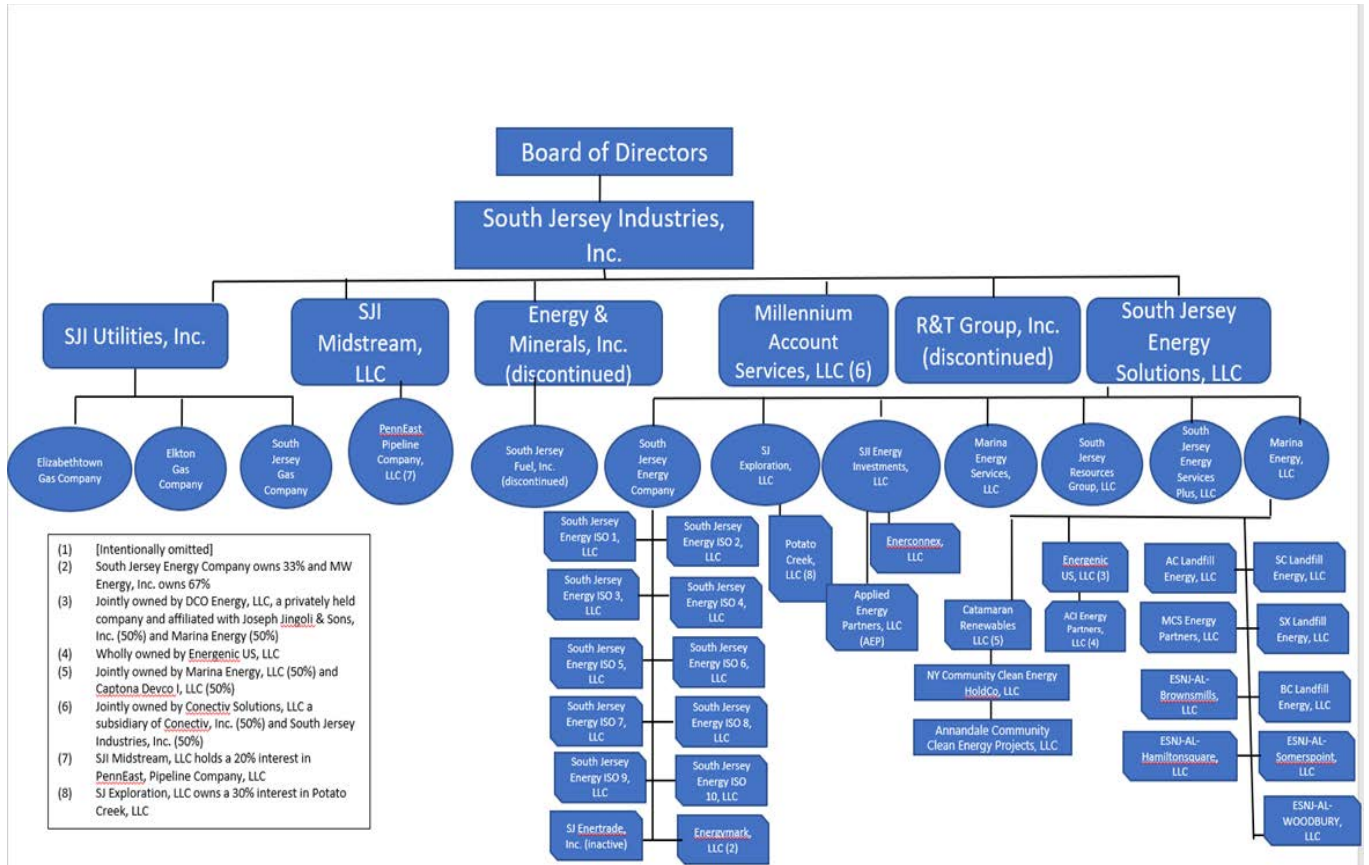 Board of Directors
South Jersey Industries,
Inc.
SJI Utilities, Inc.
SJI
Midstream,
LLC
Energy &
Minerals, Inc.
(discontinued)
Millennium
Account
Services, LLC (6)
R&T Group, Inc.
(discontinued)
South Jersey
Energy
Solutions, LLC
Elizabethtown
Gas Company
Elkton
Gas
Company
South
Jersey
Gas
Company
PennEast
Pipeline
Company,
LLC (7)
South Jersey
Fuel, Inc.
(discontinued)
South
Jersey
Energy
Company
SJ
Exploration,
LLC
SJI Energy
Investments,
LLC
Marina
Energy
Services,
LLC
South
Jersey
Resources
Group, LLC
South
Jersey
Energy
Services
Plus, LLC
Marina
Energy,
LLC
South Jersey
Energy ISO 1,
LLC
South Jersey
Energy ISO 2,
LLC
South Jersey
Energy ISO 3,
LLC
South Jersey
Energy ISO 4,
LLC
South Jersey
Energy ISO 5,
LLC
South Jersey
Energy ISO 6,
LLC
South Jersey
Energy ISO 7,
LLC
South Jersey
Energy ISO 8,
LLC
South Jersey
Energy ISO 9,
LLC
South Jersey
Energy ISO
10, LLC
SJ Enertrade,
Inc. (inactive)
Energymark,
LLC (2)
Potato
Creek,
LLC (8)
Enerconnex,
LLC
Applied
Energy
Partners, LLC
(AEP)
Catamaran
Renewables
LLC (5)
Energenic
US, LLC (3)
ACI Energy
Partners,
LLC (4)
NY Community Clean Energy
HoldCo, LLC
Annandale Community
Clean Energy Projects, LLC
AC Landfill
Energy, LLC
SC Landfill
Energy, LLC
MCS Energy
Partners, LLC
SX Landfill
Energy, LLC
ESNJ-AL-
Brownsmills,
LLC
BC Landfill
Energy, LLC
ESNJ-AL-
Hamiltonsquare,
LLC
ESNJ-AL-
Somerspoint,
LLC
ESNJ-AL-
WOODBURY, LLC
(1) [Intentionally omitted]
(2) South Jersey Energy Company owns 33% and MW
Energy, Inc. owns 67%
(3) Jointly owned by DCO Energy, LLC, a privately held
company and affiliated with Joseph Jingoli & Sons,
Inc. (50%) and Marina Energy (50%)
(4) Wholly owned by Energenic US, LLC
(5) Jointly owned by Marina Energy, LLC (50%) and
Captona Devco I, LLC (50%)
(6) Jointly owned by Conectiv Solutions, LLC a
subsidiary of Conectiv, Inc. (50%) and South Jersey
Industries, Inc. (50%)
(7) SJI Midstream, LLC holds a 20% interest in
PennEast, Pipeline Company, LLC
(8) SJ Exploration, LLC owns a 30% interest in Potato
Creek, LLC